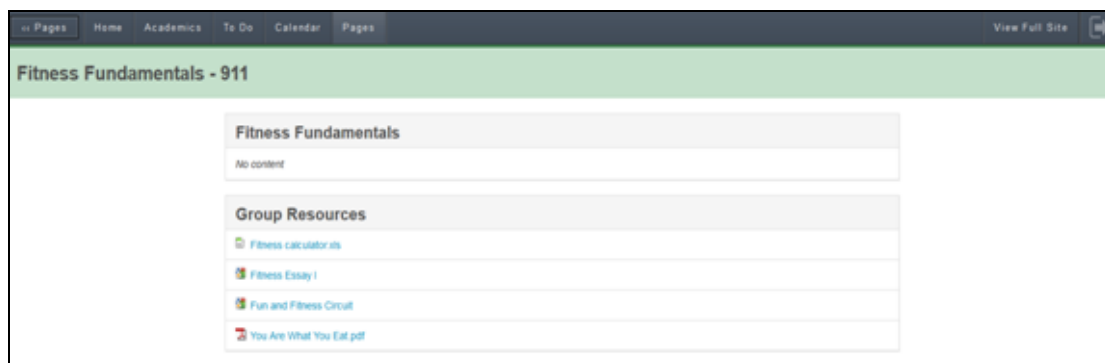 ‹‹ Pages Home Academics To Do Calendar Pages View Full Site
Fitness Fundamentals - 911
Fitness Fundamentals
No content
Group Resources
Fitness calculator.xls
Fitness Essay I
Fun and Fitness Circuit
You Are What You Eat.pdf